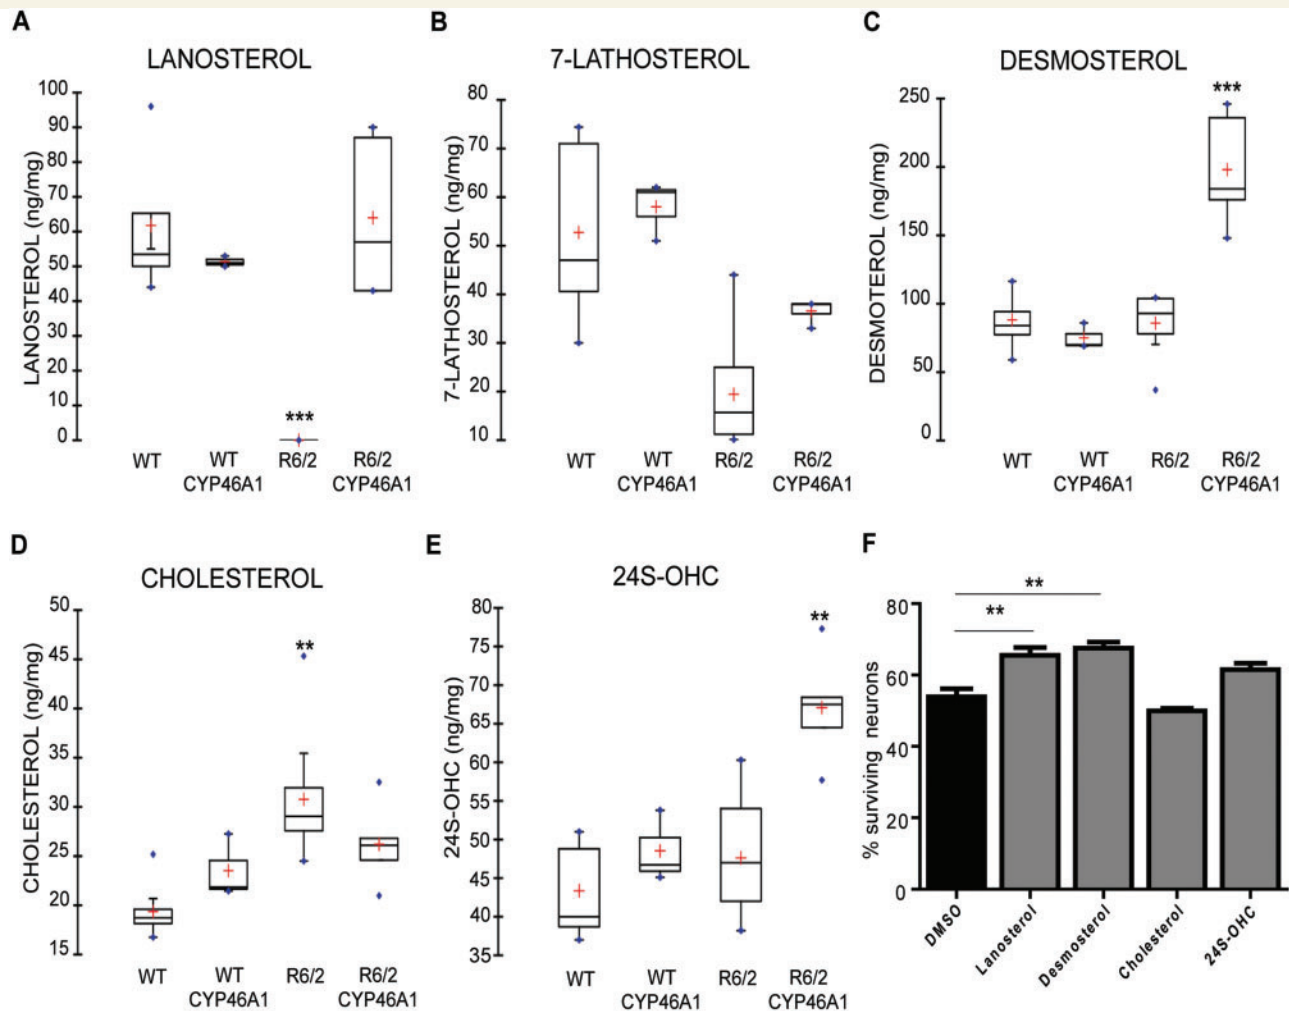 A
LANOSTEROL
LANOSTEROL (ng/mg)
100
90
80
70
60
50
40
30
20
10
0
***
WT
WT
CYP46A1
R6/2
R6/2
CYP46A1
B
7-LATHOSTEROL
7-LATHOSTEROL (ng/mg)
80
70
60
50
40
30
20
10
WT
WT
CYP46A1
R6/2
R6/2
CYP46A1
C
DESMOSTEROL
DESMOTEROL (ng/mg)
250
200
150
100
50
0
***
WT
WT
CYP46A1
R6/2
R6/2
CYP46A1
D
CHOLESTEROL
CHOLESTEROL (ng/mg)
50
45
40
35
30
25
20
15
**
WT
WT
CYP46A1
R6/2
R6/2
CYP46A1
E
24S-OHC
24S-OHC (ng/mg)
80
75
70
65
60
55
50
45
40
35
**
WT
WT
CYP46A1
R6/2
R6/2
CYP46A1
F
% surviving neurons
80
60
40
20
0
**
**
DMSO
Lanosterol
Desmosterol
Cholesterol
24S-OHC